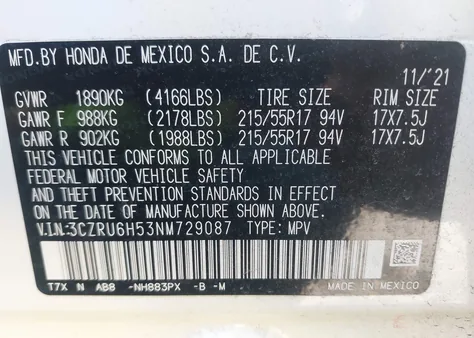 MFD.BY HONDA DE MEXICO S.A. DE C.V.
11/'21
GVWR 1890KG (4166LBS) TIRE SIZE RIM SIZE
GAWR F 988KG (2178LBS) 215/55R17 94V 17X7.5J
GAWR R 902KG (1988LBS) 215/55R17 94V 17X7.5J
THIS VEHICLE CONFORMS TO ALL APPLICABLE
FEDERAL MOTOR VEHICLE SAFETY
AND THEFT PREVENTION STANDARDS IN EFFECT
ON THE DATE OF MANUFACTURE SHOWN ABOVE.
V.I.N:3CZRU6H53NM729087 TYPE: MPV
T7X N AB8 -NH883PX -B -M
MADE IN MEXICO